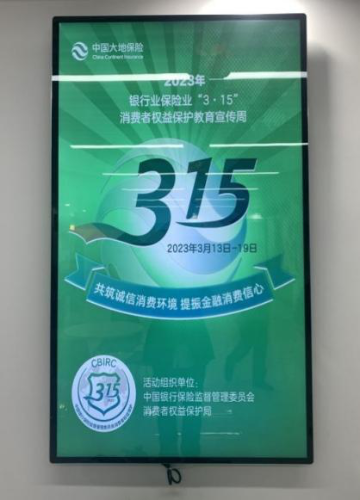 中国大地保险
China Continent Insurance
2023年
银行业保险业“3·15”
消费者权益保护教育宣传周
315
2023年3月13日-19日
共筑诚信消费环境 提振金融消费信心
CBIRC
315
活动组织单位：
中国银行保险监督管理委员会
消费者权益保护局